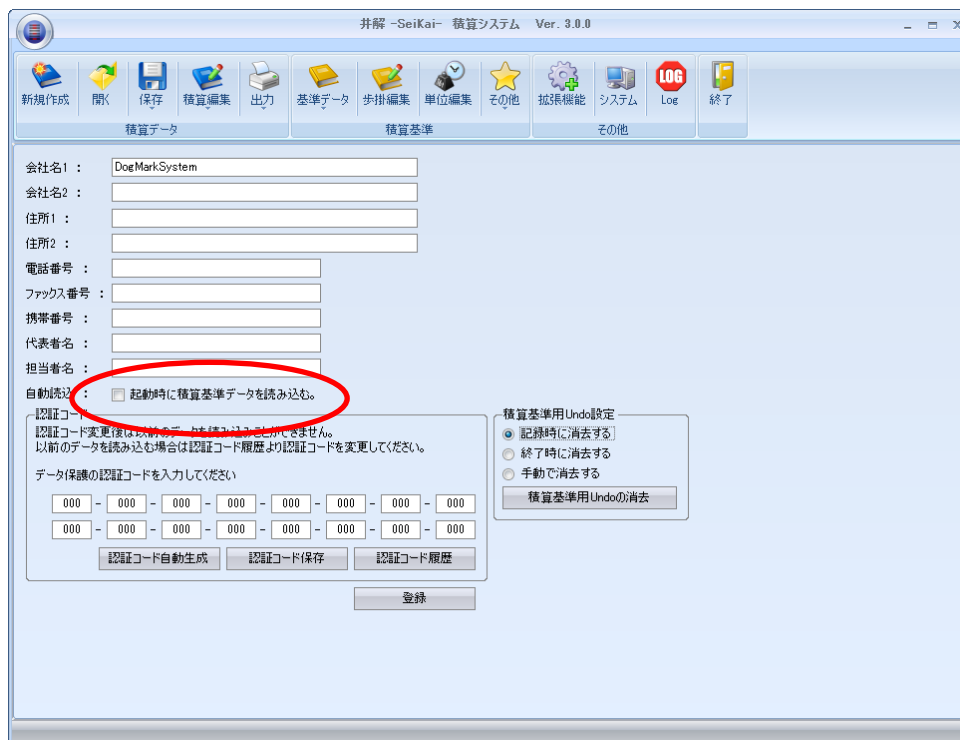 井解 -SeiKai- 積算システム Ver. 3.0.0
新規作成 開く 保存 積算編集 出力 基準データ 歩掛編集 単位編集 その他 拡張機能 システム LOG Log 終了
積算データ 積算基準 その他
会社名1 : DogMarkSystem
会社名2 :
住所1 :
住所2 :
電話番号 :
ファックス番号 :
携帯番号 :
代表者名 :
担当者名 :
自動読込 : 起動時に積算基準データを読み込む。
認証コード
認証コード変更後は以前のデータを読み込みことができません。
以前のデータを読み込む場合は認証コード履歴より認証コードを変更してください。
データ保護の認証コードを入力してください
000 - 000 - 000 - 000 - 000 - 000 - 000 - 000
000 - 000 - 000 - 000 - 000 - 000 - 000 - 000
認証コード自動生成 認証コード保存 認証コード履歴
積算基準用Undo設定
記録時に消去する
終了時に消去する
手動で消去する
積算基準用Undoの消去
登録